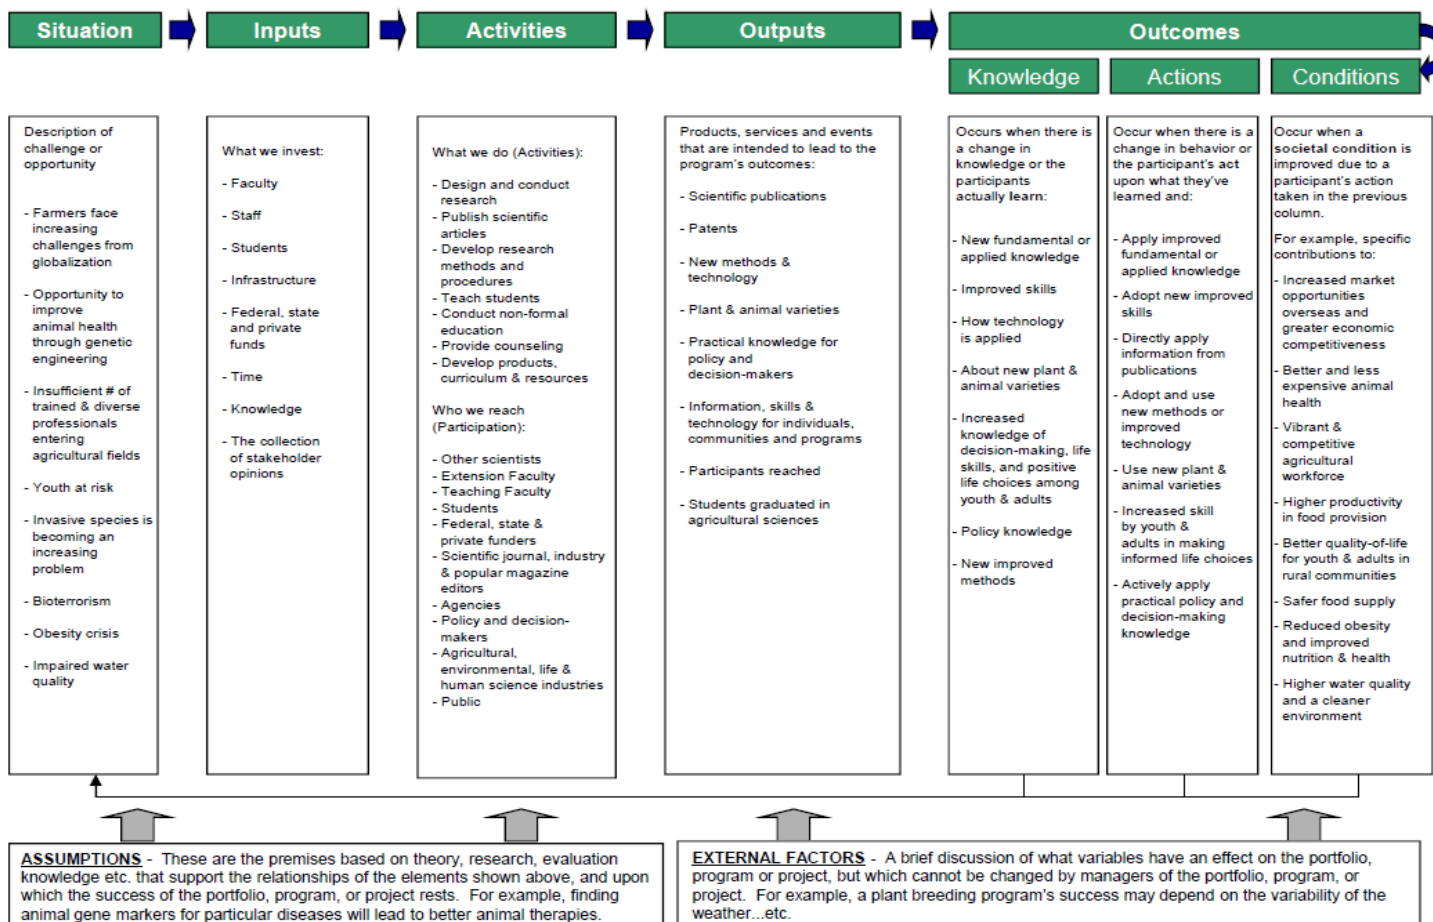 Situation
Inputs
Activities
Outputs
Outcomes
Knowledge
Actions
Conditions
Description of
challenge or
opportunity
- Farmers face
increasing
challenges from
globalization
- Opportunity to
improve
animal health
through genetic
engineering
- Insufficient # of
trained & diverse
professionals
entering
agricultural fields
- Youth at risk
- Invasive species is
becoming an
increasing
problem
- Bioterrorism
- Obesity crisis
- Impaired water
quality
What we invest:
- Faculty
- Staff
- Students
- Infrastructure
- Federal, state
and private
funds
- Time
- Knowledge
- The collection
of stakeholder
opinions
What we do (Activities):
- Design and conduct
research
- Publish scientific
articles
- Develop research
methods and
procedures
- Teach students
- Conduct non-formal
education
- Provide counseling
- Develop products,
curriculum & resources
Who we reach
(Participation):
- Other scientists
- Extension Faculty
- Teaching Faculty
- Students
- Federal, state &
private funders
- Scientific journal, industry
& popular magazine
editors
- Agencies
- Policy and decision-
makers
- Agricultural,
environmental, life &
human science industries
- Public
Products, services and events
that are intended to lead to the
program's outcomes:
- Scientific publications
- Patents
- New methods &
technology
- Plant & animal varieties
- Practical knowledge for
policy and
decision-makers
- Information, skills &
technology for individuals,
communities and programs
- Participants reached
- Students graduated in
agricultural sciences
Occurs when there is
a change in
knowledge or the
participants
actually learn:
- New fundamental or
applied knowledge
- Improved skills
- How technology
is applied
- About new plant &
animal varieties
- Increased
knowledge of
decision-making, life
skills, and positive
life choices among
youth & adults
- Policy knowledge
- New improved
methods
Occur when there is a
change in behavior or
the participant's act
upon what they've
learned and:
- Apply improved
fundamental or
applied knowledge
- Adopt new improved
skills
- Directly apply
information from
publications
- Adopt and use
new methods or
improved
technology
- Use new plant &
animal varieties
- Increased skill
by youth &
adults in making
informed life choices
- Actively apply
practical policy and
decision-making
knowledge
Occur when a
societal condition is
improved due to a
participant's action
taken in the previous
column.
For example, specific
contributions to:
- Increased market
opportunities
overseas and
greater economic
competitiveness
- Better and less
expensive animal
health
- Vibrant &
competitive
agricultural
workforce
- Higher productivity
in food provision
- Better quality-of-life
for youth & adults in
rural communities
- Safer food supply
- Reduced obesity
and improved
nutrition & health
- Higher water quality
and a cleaner
environment
ASSUMPTIONS - These are the premises based on theory, research, evaluation
knowledge etc. that support the relationships of the elements shown above, and upon
which the success of the portfolio, program, or project rests. For example, finding
animal gene markers for particular diseases will lead to better animal therapies.
EXTERNAL FACTORS - A brief discussion of what variables have an effect on the portfolio,
program or project, but which cannot be changed by managers of the portfolio, program, or
project. For example, a plant breeding program's success may depend on the variability of the
weather...etc.